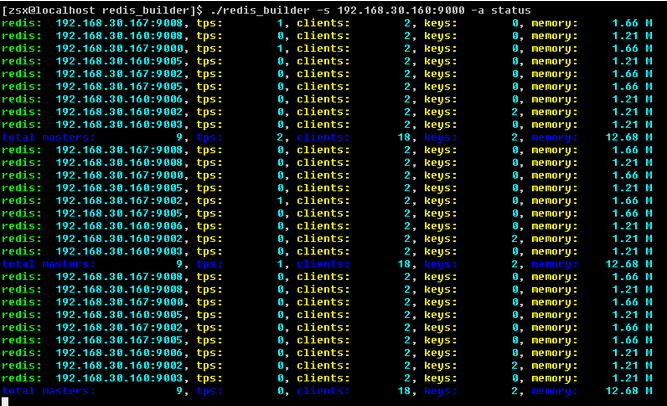 [zsx@localhost redis_builder]$ ./redis_builder -s 192.168.30.160:9000 -a status
redis: 192.168.30.167:9008, tps: 1, clients: 2, keys: 0, memory: 1.66 M
redis: 192.168.30.160:9008, tps: 0, clients: 2, keys: 0, memory: 1.21 M
redis: 192.168.30.167:9000, tps: 1, clients: 2, keys: 0, memory: 1.66 M
redis: 192.168.30.160:9005, tps: 0, clients: 2, keys: 0, memory: 1.21 M
redis: 192.168.30.167:9002, tps: 0, clients: 2, keys: 0, memory: 1.66 M
redis: 192.168.30.167:9005, tps: 0, clients: 2, keys: 0, memory: 1.66 M
redis: 192.168.30.160:9006, tps: 0, clients: 2, keys: 0, memory: 1.21 M
redis: 192.168.30.160:9002, tps: 0, clients: 2, keys: 2, memory: 1.21 M
redis: 192.168.30.160:9003, tps: 0, clients: 2, keys: 0, memory: 1.21 M
total masters: 9, tps: 2, clients: 18, keys: 2, memory: 12.68 M
redis: 192.168.30.167:9008, tps: 0, clients: 2, keys: 0, memory: 1.66 M
redis: 192.168.30.160:9008, tps: 0, clients: 2, keys: 0, memory: 1.21 M
redis: 192.168.30.167:9000, tps: 0, clients: 2, keys: 0, memory: 1.66 M
redis: 192.168.30.160:9005, tps: 0, clients: 2, keys: 0, memory: 1.21 M
redis: 192.168.30.167:9002, tps: 1, clients: 2, keys: 0, memory: 1.66 M
redis: 192.168.30.167:9005, tps: 0, clients: 2, keys: 0, memory: 1.66 M
redis: 192.168.30.160:9006, tps: 0, clients: 2, keys: 0, memory: 1.21 M
redis: 192.168.30.160:9002, tps: 0, clients: 2, keys: 2, memory: 1.21 M
redis: 192.168.30.160:9003, tps: 0, clients: 2, keys: 0, memory: 1.21 M
total masters: 9, tps: 1, clients: 18, keys: 2, memory: 12.68 M
redis: 192.168.30.167:9008, tps: 0, clients: 2, keys: 0, memory: 1.66 M
redis: 192.168.30.160:9008, tps: 0, clients: 2, keys: 0, memory: 1.21 M
redis: 192.168.30.167:9000, tps: 0, clients: 2, keys: 0, memory: 1.66 M
redis: 192.168.30.160:9005, tps: 0, clients: 2, keys: 0, memory: 1.21 M
redis: 192.168.30.167:9002, tps: 0, clients: 2, keys: 0, memory: 1.66 M
redis: 192.168.30.167:9005, tps: 0, clients: 2, keys: 0, memory: 1.66 M
redis: 192.168.30.160:9006, tps: 0, clients: 2, keys: 0, memory: 1.21 M
redis: 192.168.30.160:9002, tps: 0, clients: 2, keys: 2, memory: 1.21 M
redis: 192.168.30.160:9003, tps: 0, clients: 2, keys: 0, memory: 1.21 M
total masters: 9, tps: 0, clients: 18, keys: 2, memory: 12.68 M